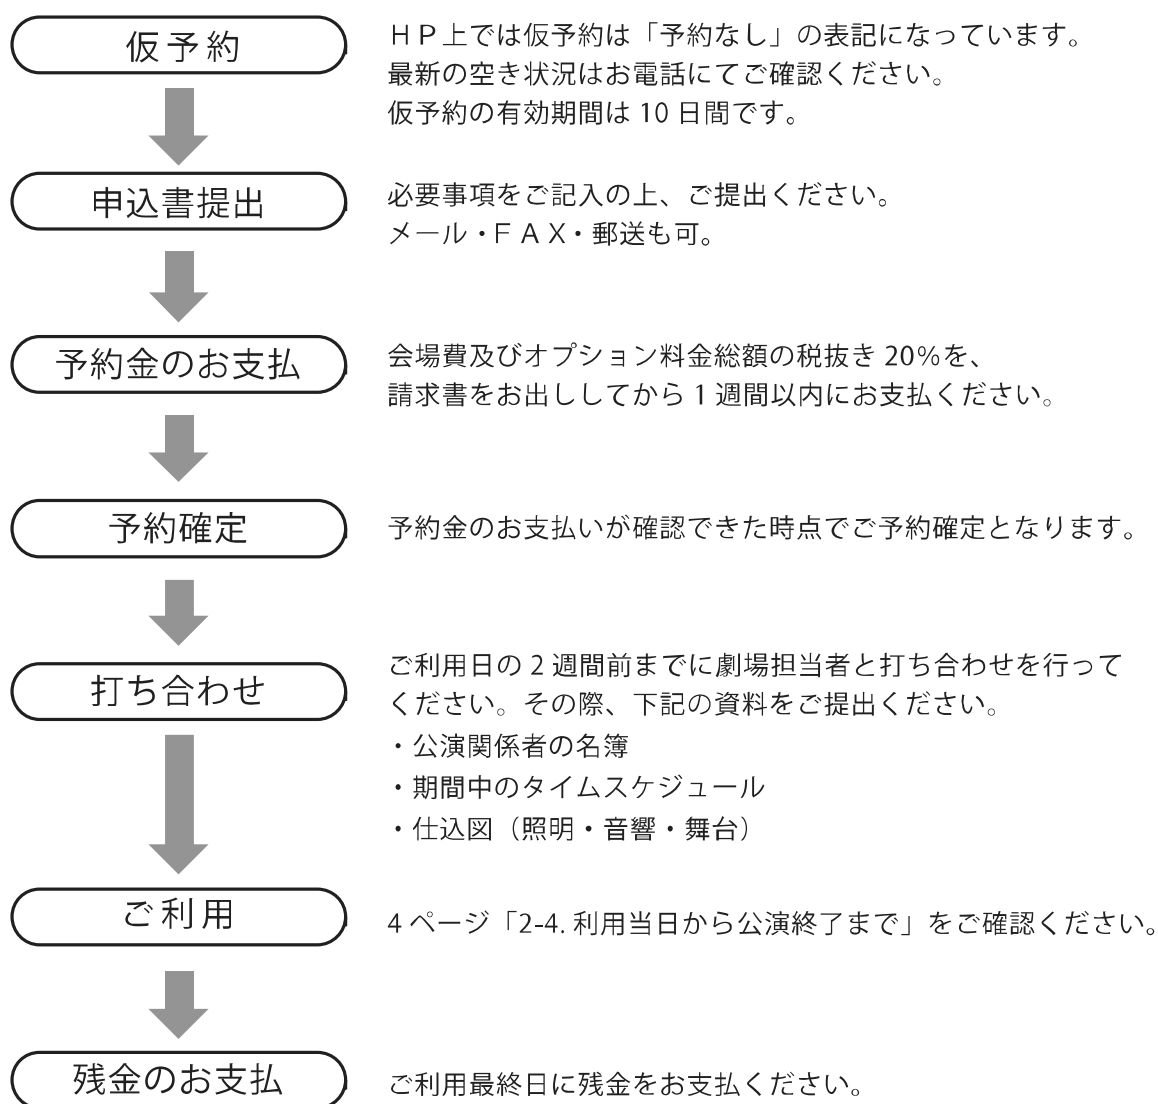 仮予約
ＨＰ上では仮予約は「予約なし」の表記になっています。
最新の空き状況はお電話にてご確認ください。
仮予約の有効期間は 10 日間です。
申込書提出
必要事項をご記入の上、ご提出ください。
メール・ＦＡＸ・郵送も可。
予約金のお支払
会場費及びオプション料金総額の税抜き 20％を、
請求書をお出ししてから 1 週間以内にお支払ください。
予約確定
予約金のお支払いが確認できた時点でご予約確定となります。
打ち合わせ
ご利用日の 2 週間前までに劇場担当者と打ち合わせを行って
ください。その際、下記の資料をご提出ください。
・公演関係者の名簿
・期間中のタイムスケジュール
・仕込図（照明・音響・舞台）
ご利用
4 ページ「2-4. 利用当日から公演終了まで」をご確認ください。
残金のお支払
ご利用最終日に残金をお支払ください。